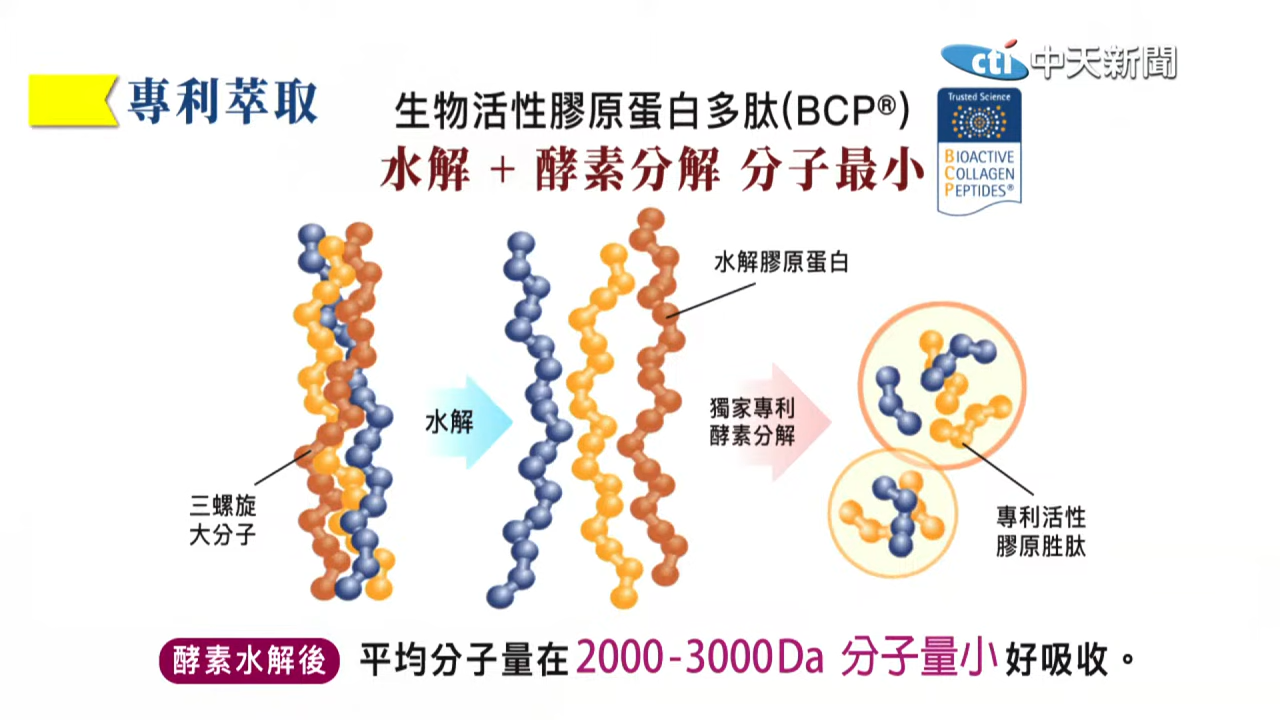 cti 中天新聞
專利萃取
生物活性膠原蛋白多肽(BCP®)
水解 + 酵素分解 分子最小
Trusted Science
BIOACTIVE
COLLAGEN
PEPTIDES®
水解膠原蛋白
水解
獨家專利
酵素分解
三螺旋
大分子
專利活性
膠原胜肽
酵素水解後 平均分子量在2000-3000Da 分子量小好吸收。